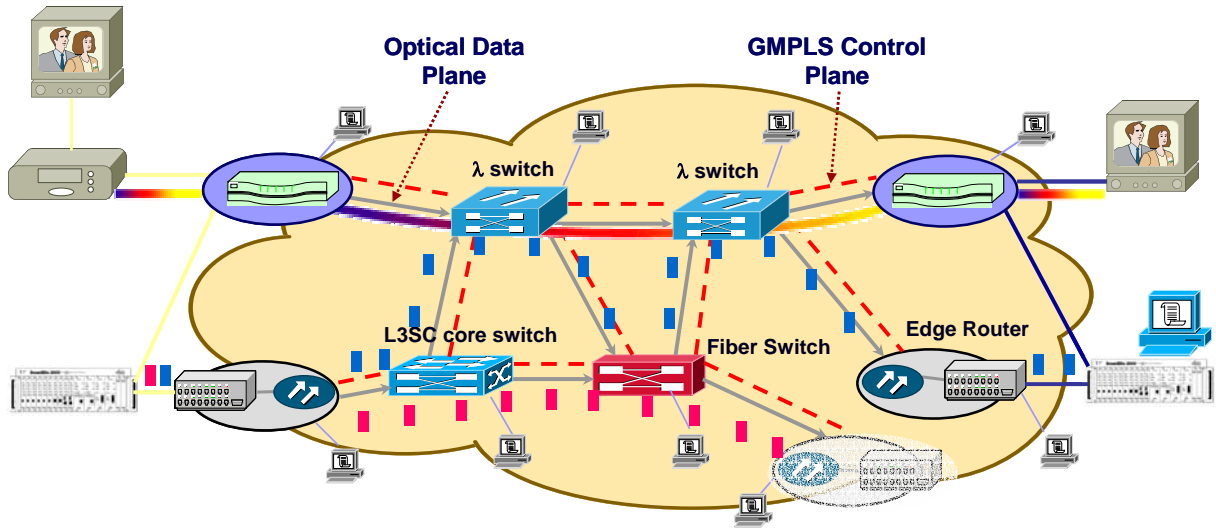 Optical Data
Plane
GMPLS Control
Plane
λ switch
λ switch
L3SC core switch
Fiber Switch
Edge Router